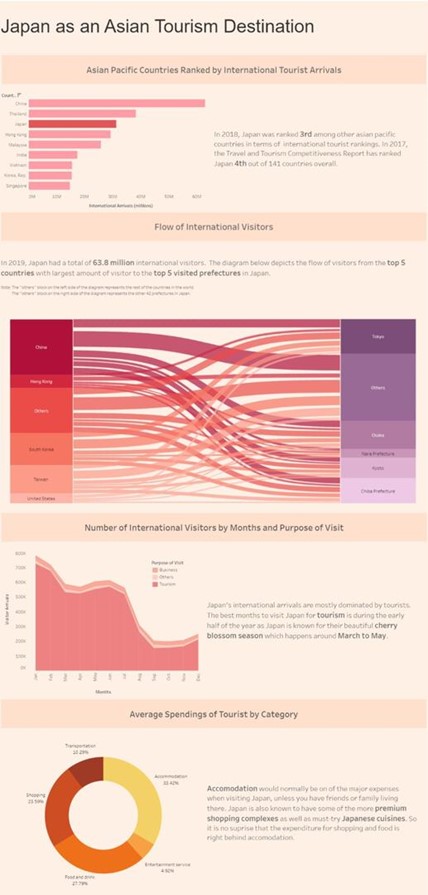 Japan as an Asian Tourism Destination
Asian Pacific Countries Ranked by International Tourist Arrivals
China
Thailand
Japan
Hong Kong
Malaysia
India
Vietnam
Korea, Rep.
Singapore
0M 10M 20M 30M 40M 50M 60M
International Arrivals (millions)
In 2018, Japan was ranked 3rd among other asian pacific
countries in terms of international tourist rankings. In 2017,
the Travel and Tourism Competitiveness Report has ranked
Japan 4th out of 141 countries overall.
Flow of International Visitors
In 2019, Japan had a total of 63.8 million international visitors. The diagram below depicts the flow of visitors from the top 5
countries with largest amount of visitor to the top 5 visited prefectures in Japan.
Note: The "others" block on the left side of the diagram represents the rest of the countries in the world.
The "others" block on the right side of the diagram represents the other 42 prefectures in Japan.
China
Hong Kong
Others
South Korea
Taiwan
United States
Tokyo
Others
Osaka
Nara Prefecture
Kyoto
Chiba Prefecture
Number of International Visitors by Months and Purpose of Visit
800K
700K
600K
500K
400K
300K
200K
100K
0K
Visitor Arrivals
Jan Feb Mar Apr May Jun Jul Aug Sep Oct Nov Dec
Months
Purpose of Visit
Business
Others
Tourism
Japan's international arrivals are mostly dominated by tourists.
The best months to visit Japan for tourism is during the early
half of the year as Japan is known for their beautiful cherry
blossom season which happens around March to May.
Average Spendings of Tourist by Category
Transportation
Accommodation
Shopping
23.59%
Entertainment service
Food and drink
Accomodation would normally be on of the major expenses
when visiting Japan, unless you have friends or family living
there. Japan is also known to have some of the more premium
shopping complexes as well as must-try Japanese cuisines. So
it is no suprise that the expenditure for shopping and food is
right behind accomodation.